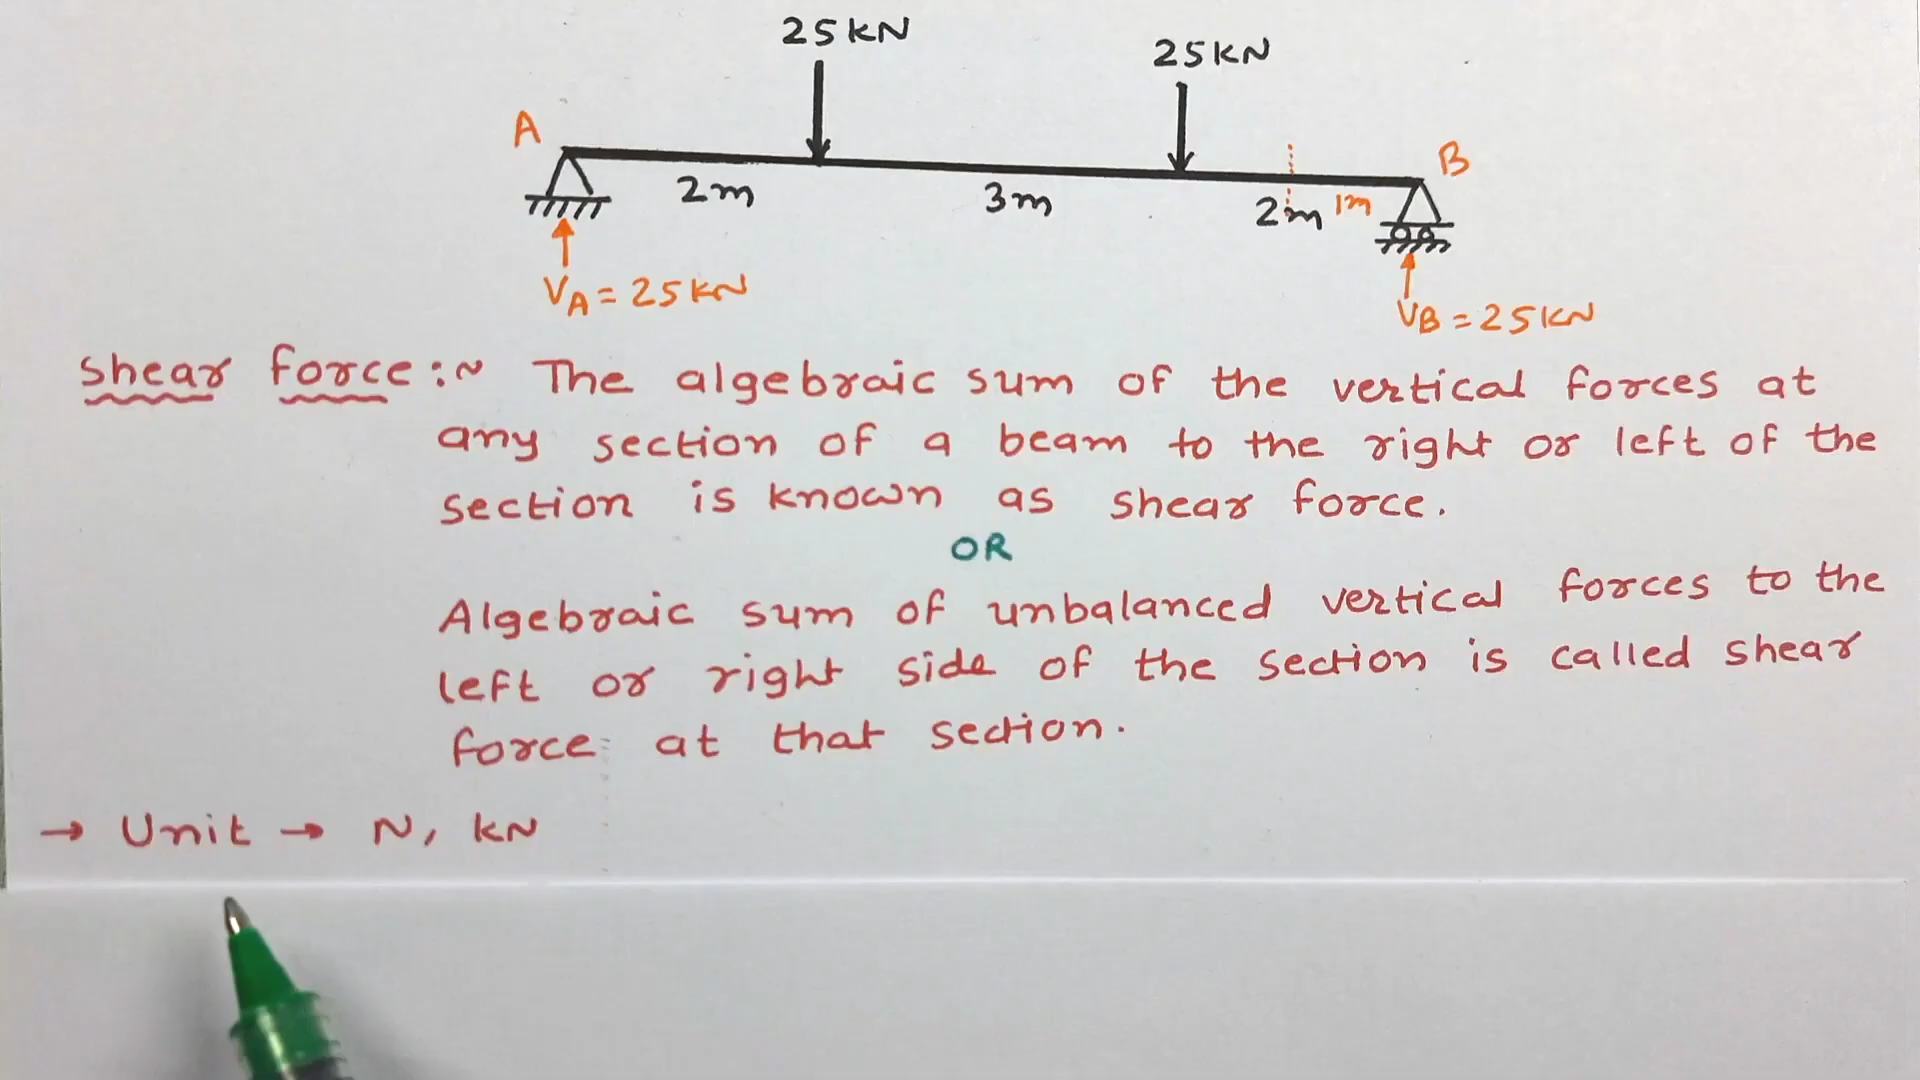 25 kN
25 kN
A
B
2m
3m
2m
1m
VA = 25 kN
VB = 25 kN
Shear force :~ The algebraic sum of the vertical forces at
any section of a beam to the right or left of the
section is known as shear force.
OR
Algebraic sum of unbalanced vertical forces to the
left or right side of the section is called shear
force at that section.
→ Unit → N, kN